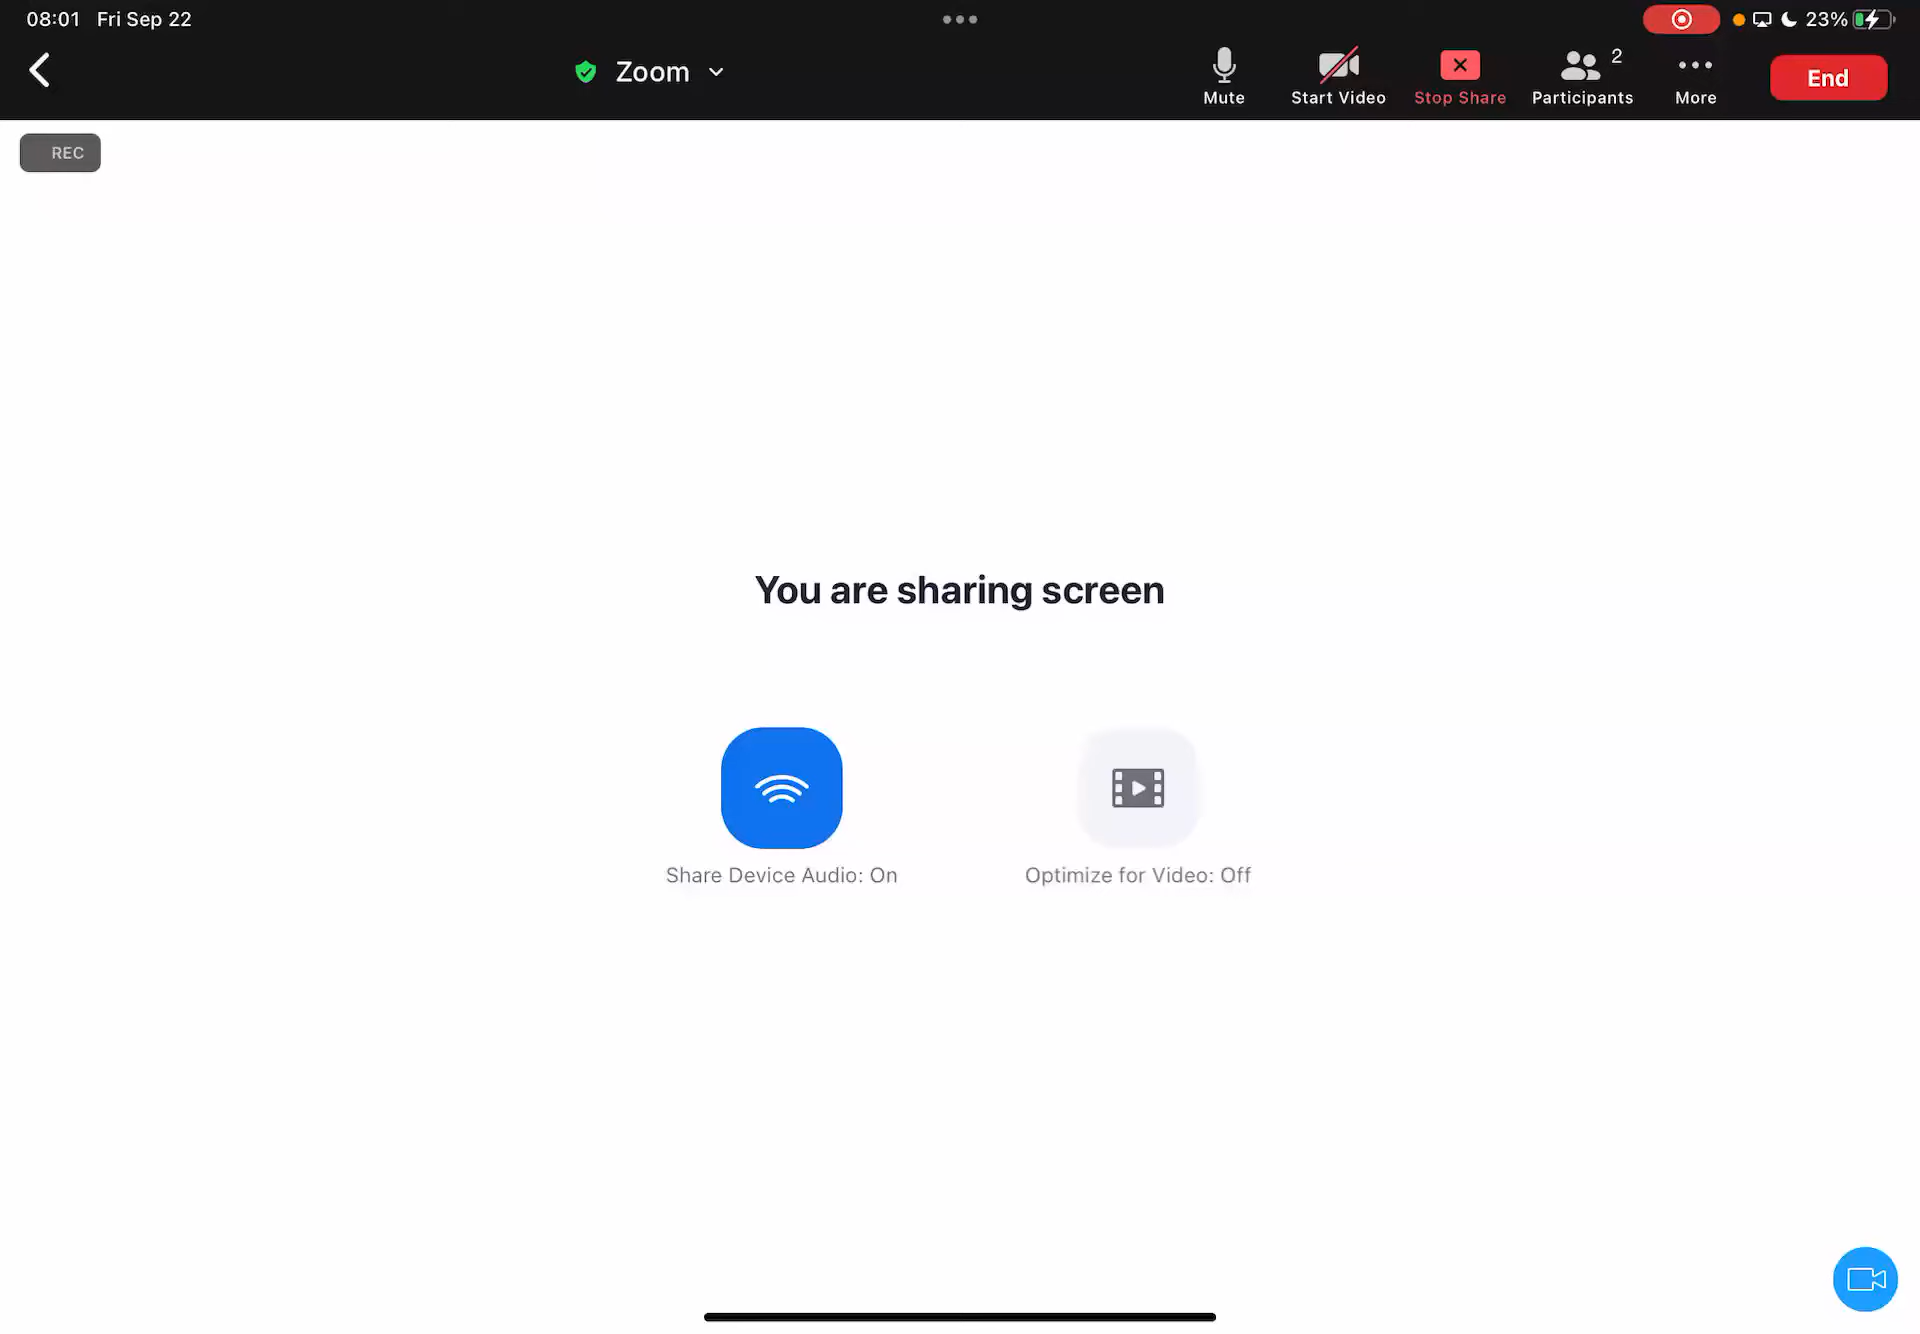 08:01 Fri Sep 22
23%
Zoom
2
Mute
Start Video
Stop Share
Participants
More
End
REC
You are sharing screen
Share Device Audio: On
Optimize for Video: Off